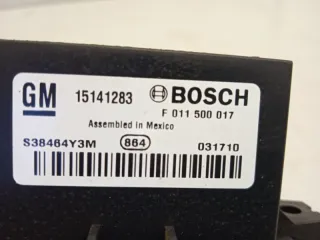 GM 15141283 BOSCH
F 011 500 017
Assembled in Mexico
S38464Y3M 864 031710